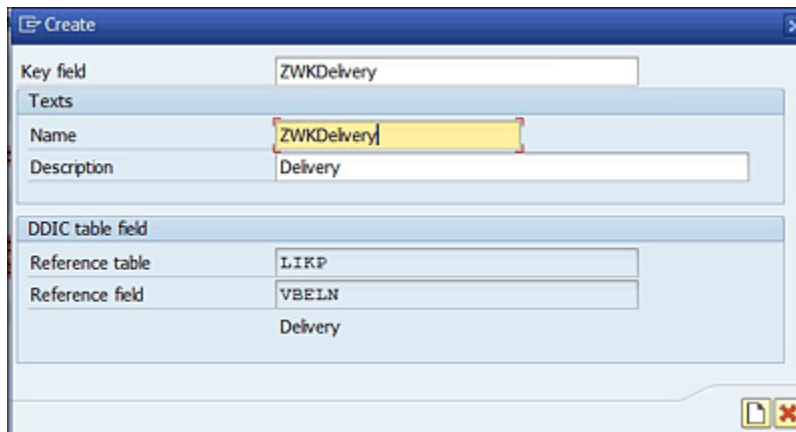 Create
Key field ZWKDelivery
Texts
Name ZWKDelivery
Description Delivery
DDIC table field
Reference table LIKP
Reference field VBELN
Delivery